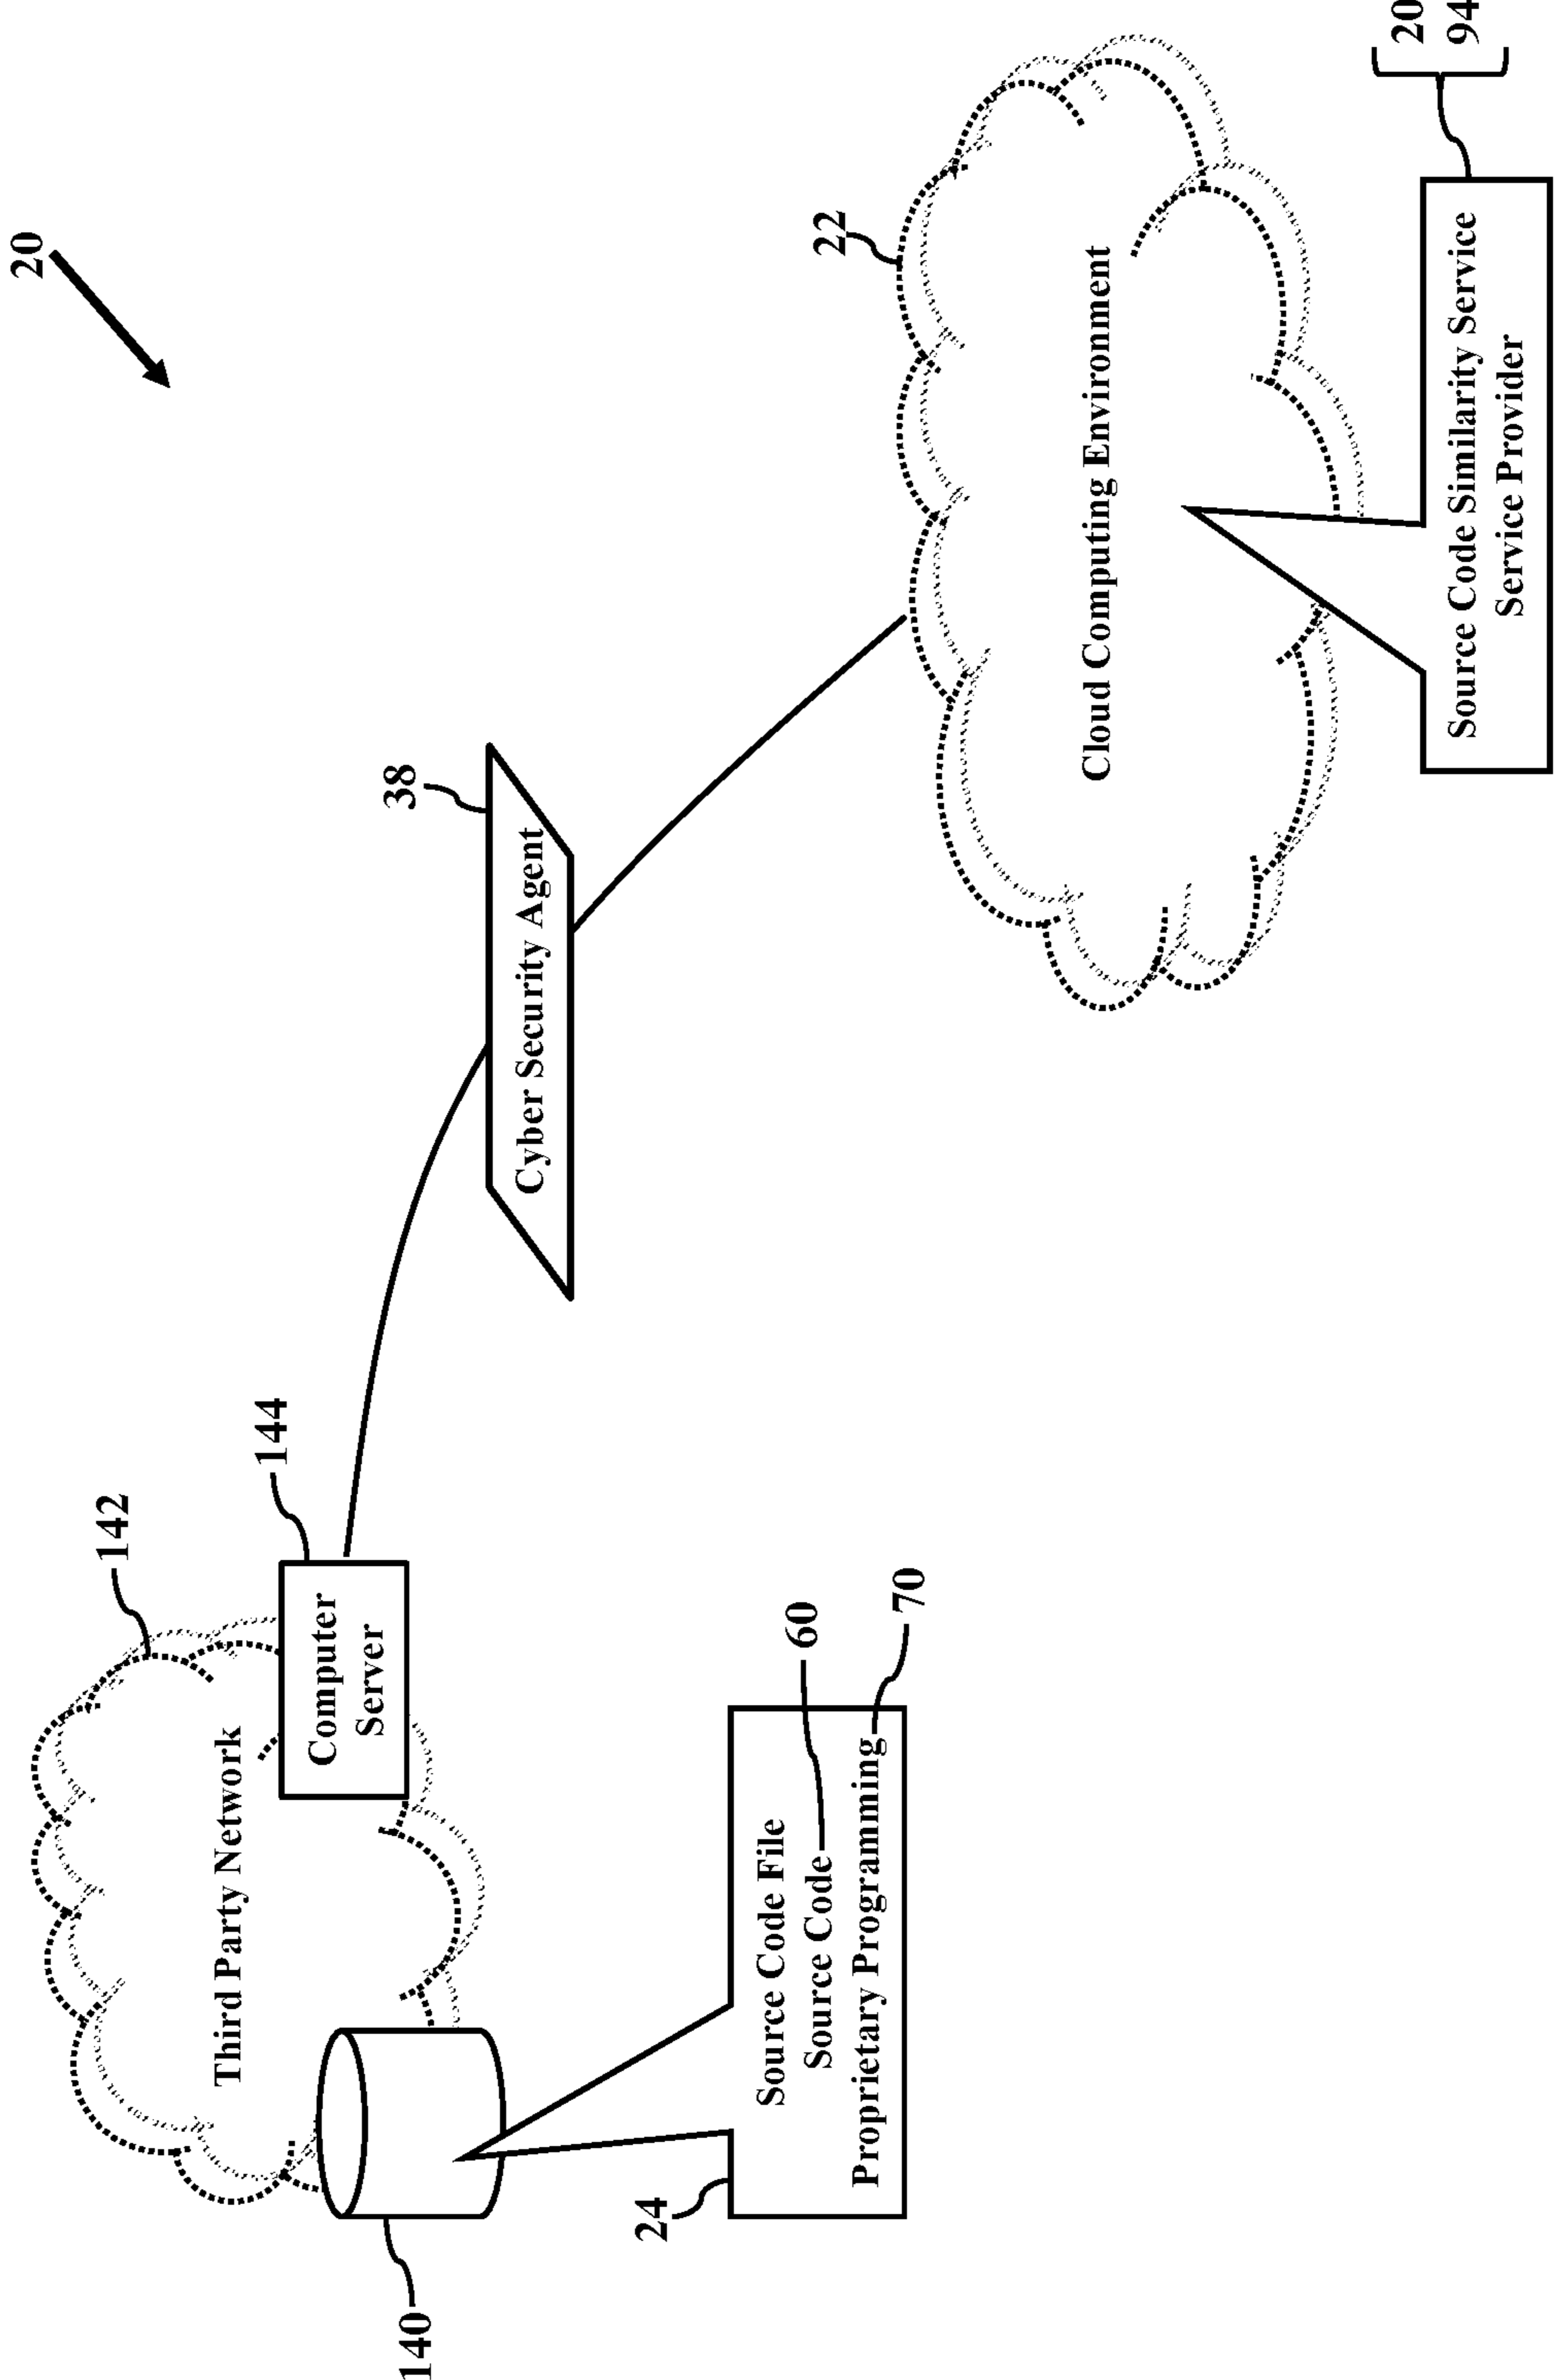 20
142
Third Party Network
144
Computer
Server
140
38
Cyber Security Agent
24
Source Code File
Source Code
60
Proprietary Programming
70
22
Cloud Computing Environment
Source Code Similarity Service
Service Provider
20
94